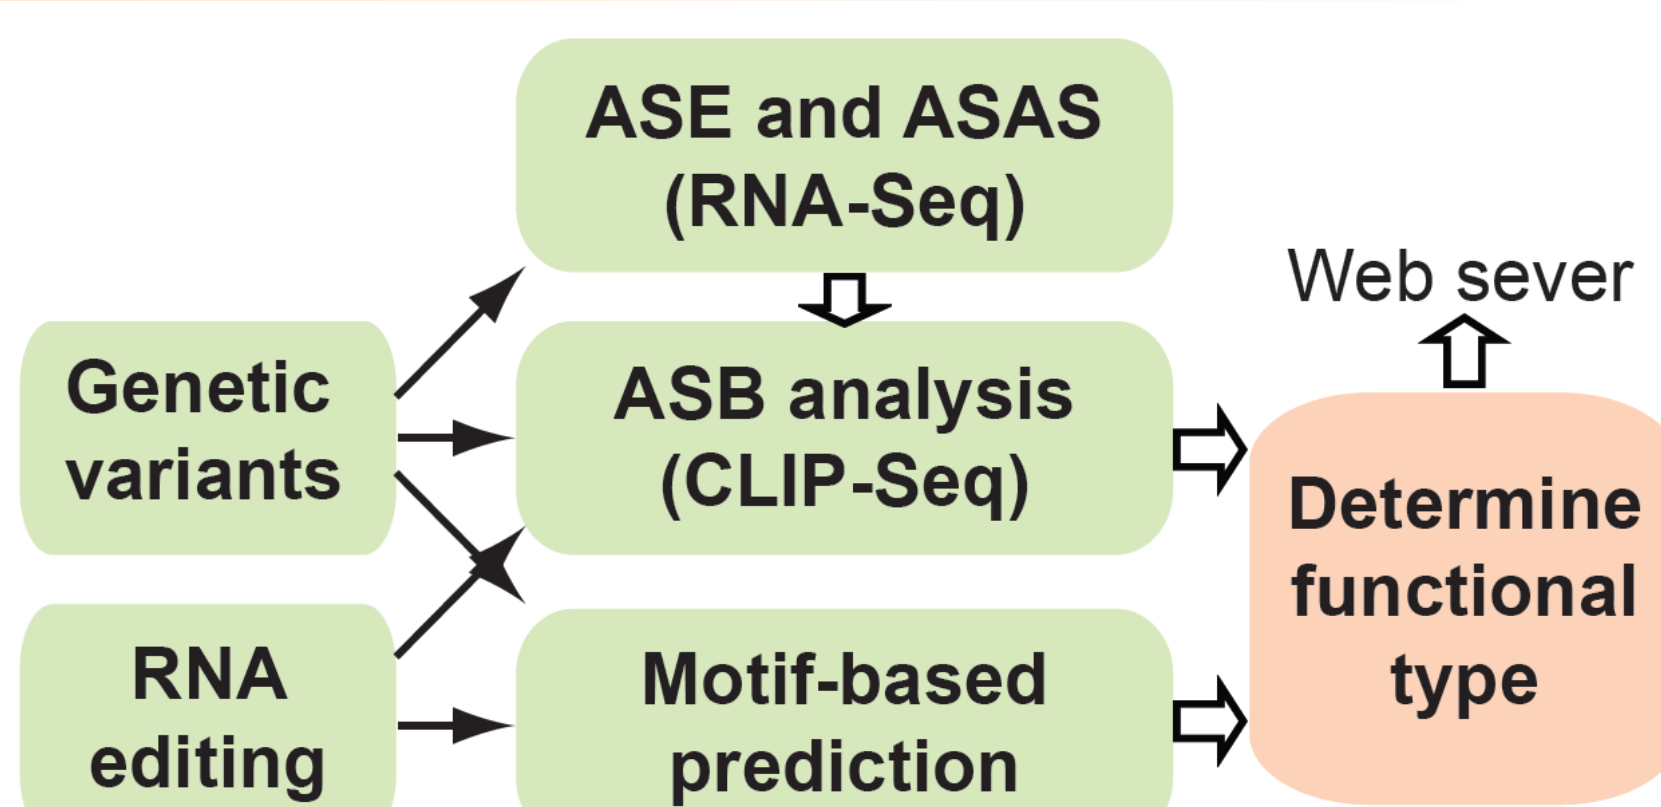 ASE and ASAS
(RNA-Seq)
Web sever
Genetic
variants
ASB analysis
(CLIP-Seq)
Determine
functional
type
RNA
editing
Motif-based
prediction